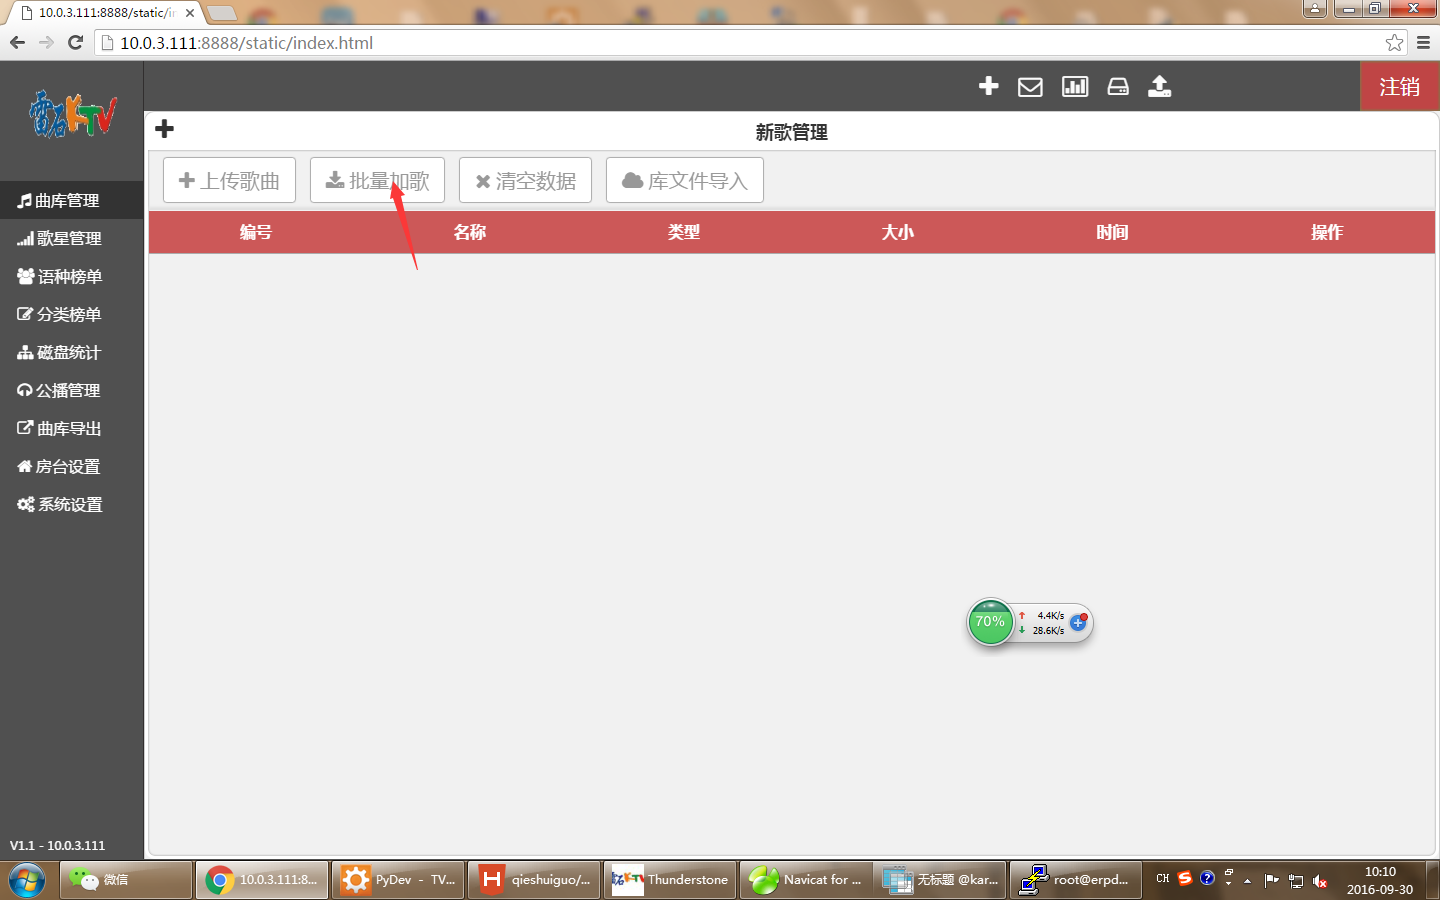 10.0.3.111:8888/static/in
10.0.3.111:8888/static/index.html
雷石KTV
注销
新歌管理
上传歌曲 批量加歌 清空数据 库文件导入
编号 名称 类型 大小 时间 操作
曲库管理
歌星管理
语种榜单
分类榜单
磁盘统计
公播管理
曲库导出
房台设置
系统设置
70%
4.4K/s
28.6K/s
V1.1 - 10.0.3.111
微信 10.0.3.111:8... PyDev - TV... qieshuiguo/... Thunderstone Navicat for ... 无标题 @kar... root@erpd... CH
10:10
2016-09-30